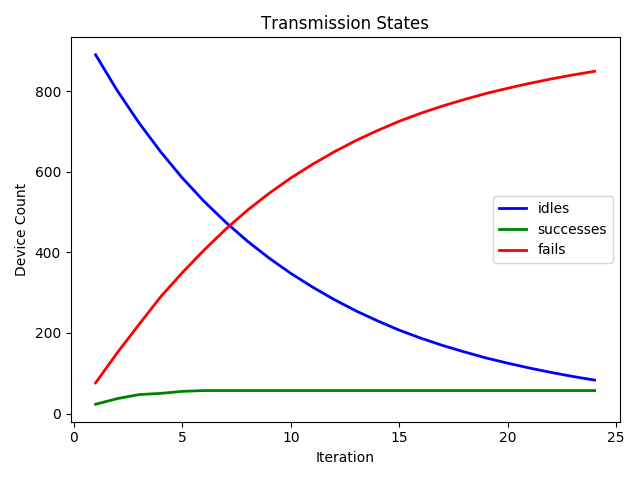 Transmission States
Device Count
800
600
400
200
0
idles
successes
fails
0 5 10 15 20 25
Iteration